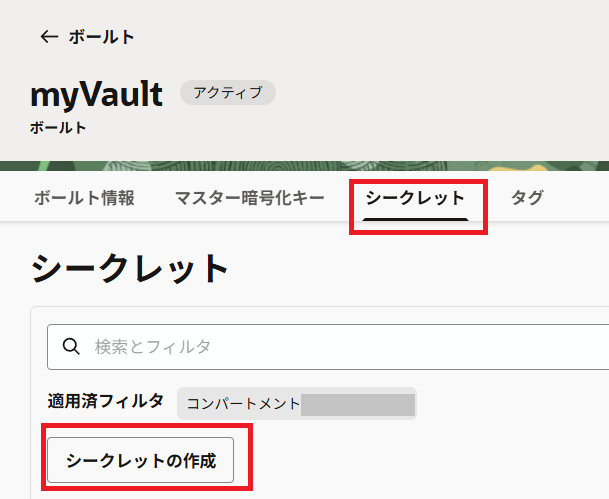 ← ボールト
myVault アクティブ
ボールト
ボールト情報 マスター暗号化キー シークレット タグ
シークレット
検索とフィルタ
適用済フィルタ コンパートメント
シークレットの作成